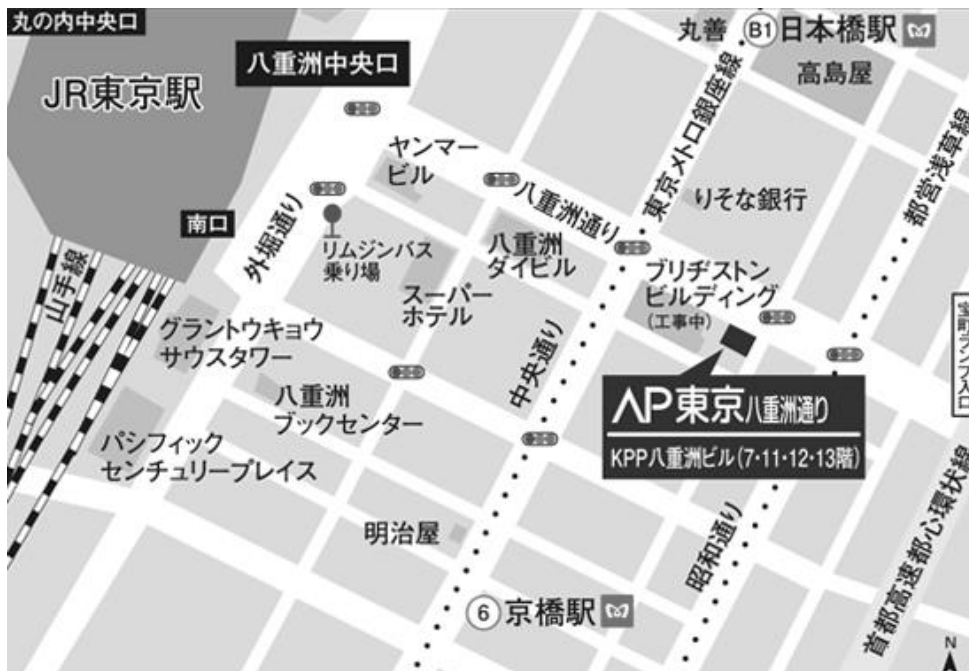 丸の内中央口
JR東京駅
八重洲中央口
丸善
B1
日本橋駅
高島屋
東京メトロ銀座線
都営浅草線
ヤンマー
ビル
八重洲通り
りそな銀行
南口
外堀通り
リムジンバス
乗り場
八重洲
ダイビル
スーパー
ホテル
ブリヂストン
ビルディング
(工事中)
山手線
グラントウキョウ
サウスタワー
中央通り
宝町ランプ入口
八重洲
ブックセンター
AP東京八重洲通り
KPP八重洲ビル(7・11・12・13階)
パシフィック
センチュリープレイス
明治屋
昭和通り
首都高速都心環状線
6
京橋駅
N